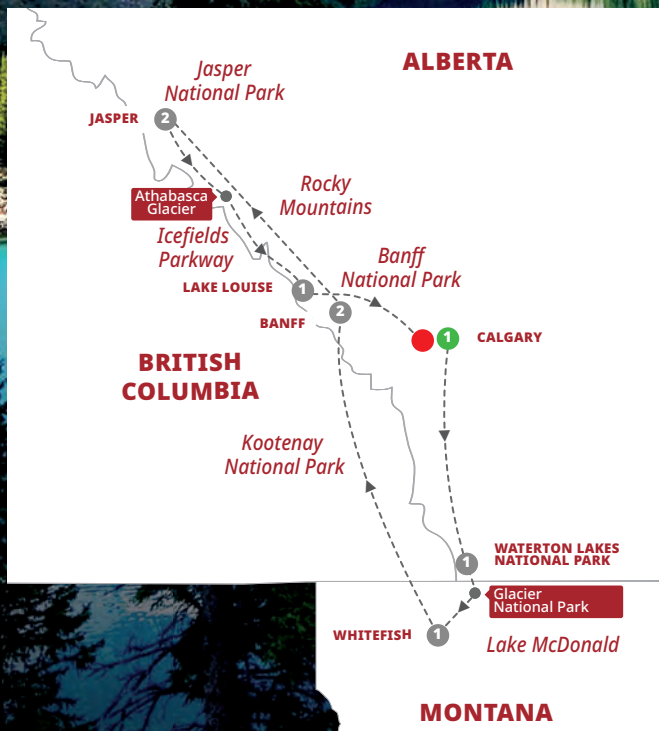 ALBERTA
Jasper
National Park
JASPER
2
Athabasca
Glacier
Rocky
Mountains
Icefields
Parkway
Banff
National Park
LAKE LOUISE
1
2
BANFF
1
CALGARY
BRITISH
COLUMBIA
Kootenay
National Park
1
WATERTON LAKES
NATIONAL PARK
Glacier
National Park
WHITEFISH
1
Lake McDonald
MONTANA